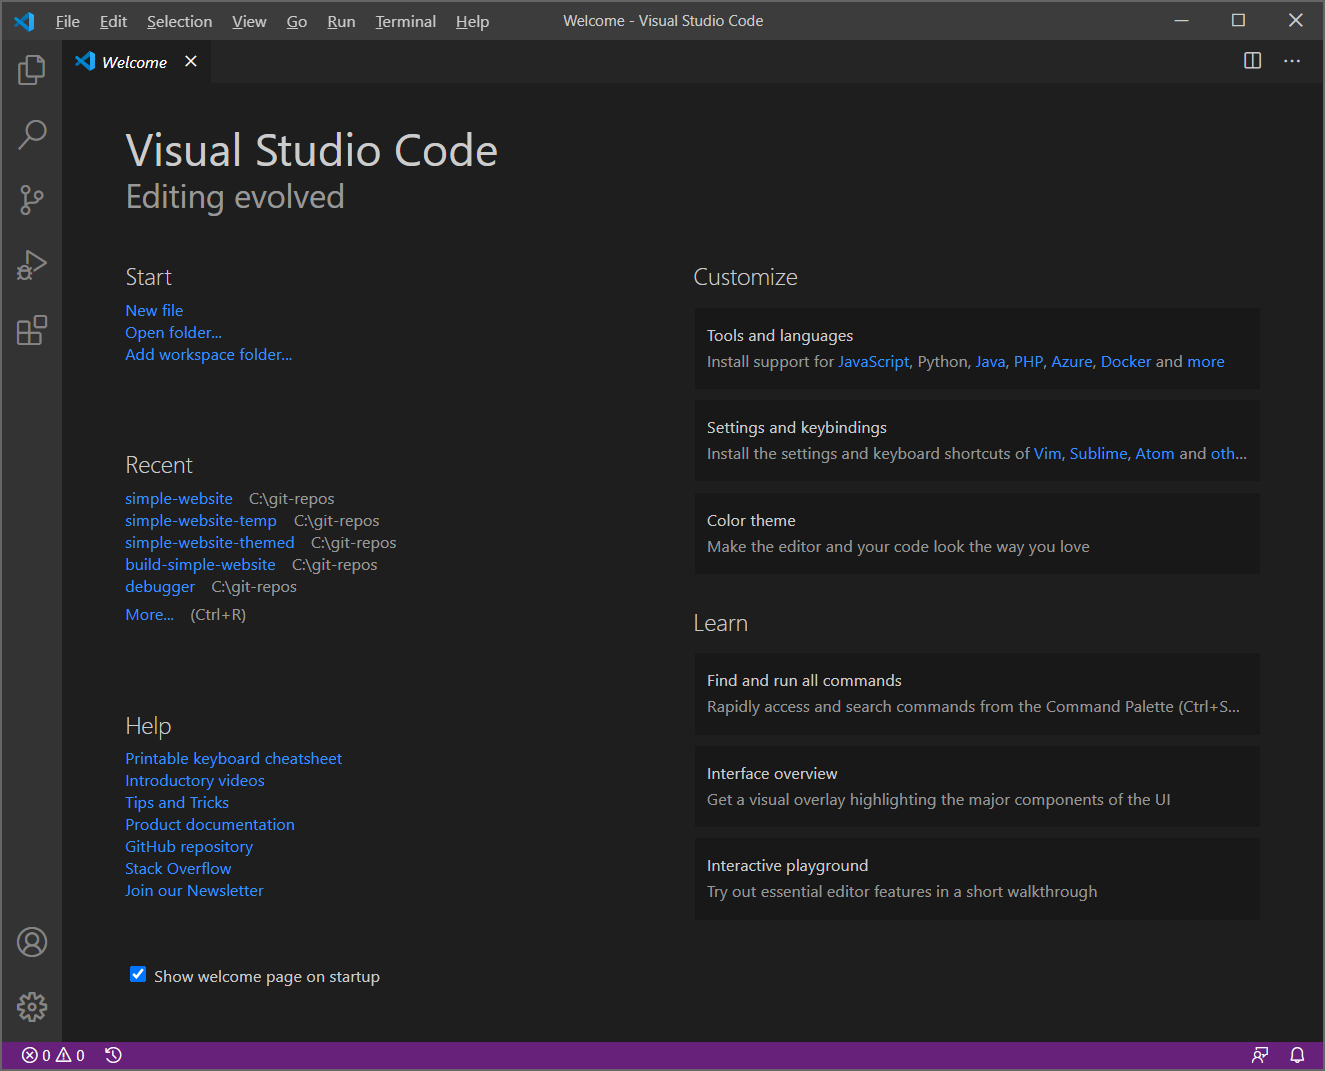 File Edit Selection View Go Run Terminal Help Welcome - Visual Studio Code
Welcome
Visual Studio Code
Editing evolved
Start
New file
Open folder...
Add workspace folder...
Recent
simple-website C:\git-repos
simple-website-temp C:\git-repos
simple-website-themed C:\git-repos
build-simple-website C:\git-repos
debugger C:\git-repos
More... (Ctrl+R)
Help
Printable keyboard cheatsheet
Introductory videos
Tips and Tricks
Product documentation
GitHub repository
Stack Overflow
Join our Newsletter
Show welcome page on startup
Customize
Tools and languages
Install support for JavaScript, Python, Java, PHP, Azure, Docker and more
Settings and keybindings
Install the settings and keyboard shortcuts of Vim, Sublime, Atom and oth...
Color theme
Make the editor and your code look the way you love
Learn
Find and run all commands
Rapidly access and search commands from the Command Palette (Ctrl+S...
Interface overview
Get a visual overlay highlighting the major components of the UI
Interactive playground
Try out essential editor features in a short walkthrough
0 0